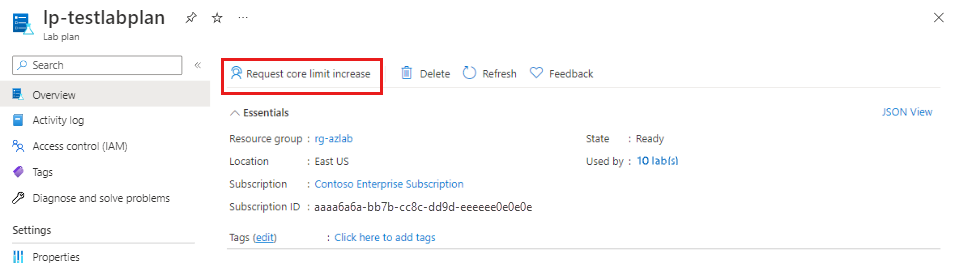 lp-testlabplan ...
Lab plan
Search
Overview
Activity log
Access control (IAM)
Tags
Diagnose and solve problems
Settings
Properties
Request core limit increase Delete Refresh Feedback
Essentials JSON View
Resource group : rg-azlab State : Ready
Location : East US Used by : 10 lab(s)
Subscription : Contoso Enterprise Subscription
Subscription ID : aaaa6a6a-bb7b-cc8c-dd9d-eeeeee0e0e0e
Tags (edit) : Click here to add tags